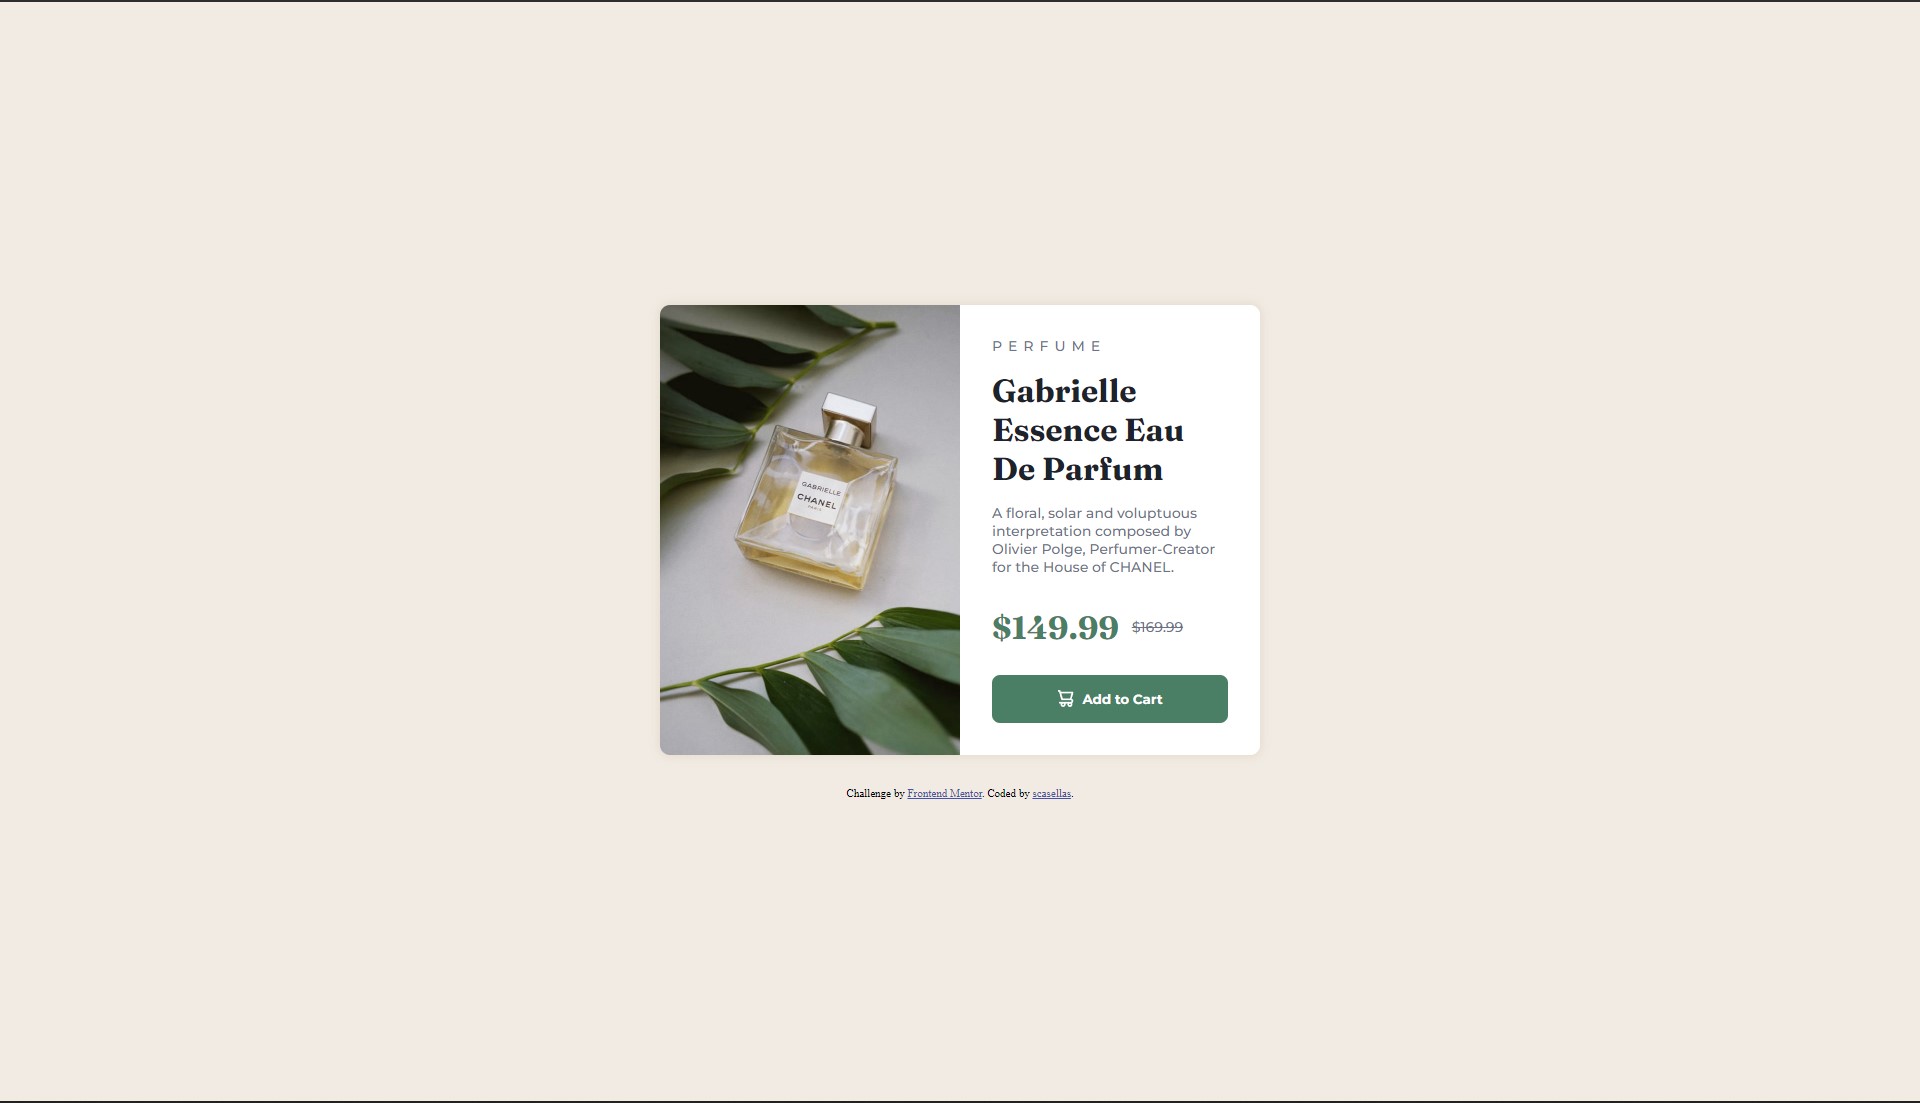 PERFUME
Gabrielle
Essence Eau
De Parfum
A floral, solar and voluptuous
interpretation composed by
Olivier Polge, Perfumer-Creator
for the House of CHANEL.
$149.99 $169.99
Add to Cart
GABRIELLE
CHANEL
PARIS
Challenge by Frontend Mentor. Coded by scasellas.